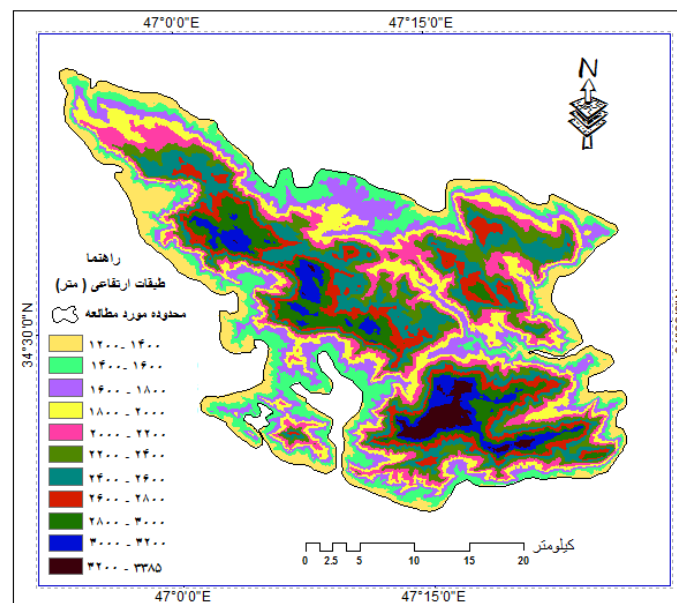 47°0'0"E
47°15'0"E
N
راهنما
طبقات ارتفاعی ( متر)
محدوده مورد مطالعه
34°30'0"N
۱۲۰۰ - ۱۴۰۰
۱۴۰۰ - ۱۶۰۰
۱۶۰۰ - ۱۸۰۰
۱۸۰۰ - ۲۰۰۰
۲۰۰۰ - ۲۲۰۰
۲۲۰۰ - ۲۴۰۰
۲۴۰۰ - ۲۶۰۰
۲۶۰۰ - ۲۸۰۰
۲۸۰۰ - ۳۰۰۰
۳۰۰۰ - ۳۲۰۰
۳۲۰۰ - ۳۳۸۵
کیلومتر
0 2.5 5 10 15 20
47°0'0"E
47°15'0"E